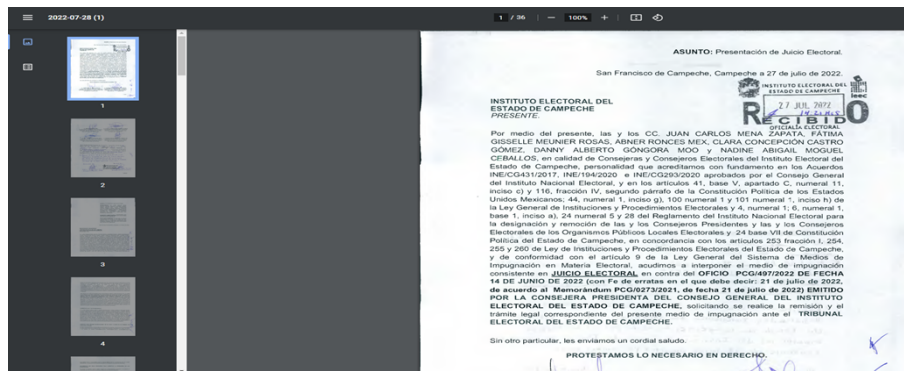 2022-07-28 (1)
1 / 36
100%
1
2
3
4
ASUNTO: Presentación de Juicio Electoral.
San Francisco de Campeche, Campeche a 27 de julio de 2022.
INSTITUTO ELECTORAL DEL
ESTADO DE CAMPECHE
ieec
27 JUL 2022
RECIBIDO
OFICIALÍA ELECTORAL
INSTITUTO ELECTORAL DEL
ESTADO DE CAMPECHE
PRESENTE.
Por medio del presente, las y los CC. JUAN CARLOS MENA ZAPATA, FÁTIMA
GISSELLE MEUNIER ROSAS, ABNER RONCES MEX, CLARA CONCEPCIÓN CASTRO
GÓMEZ, DANNY ALBERTO GÓNGORA MOO y NADINE ABIGAIL MOGUEL
CEBALLOS, en calidad de Consejeras y Consejeros Electorales del Instituto Electoral del
Estado de Campeche, personalidad que acreditamos con fundamento en los Acuerdos
INE/CG431/2017, INE/194/2020 e INE/CG293/2020 aprobados por el Consejo General
del Instituto Nacional Electoral, y en los artículos 41, base V, apartado C, numeral 11,
inciso c) y 116, fracción IV, segundo párrafo de la Constitución Política de los Estados
Unidos Mexicanos; 44, numeral 1, inciso g), 100 numeral 1 y 101 numeral 1, inciso h) de
la Ley General de Instituciones y Procedimientos Electorales y 4, numeral 1; 6, numeral 1,
base 1, inciso a), 24 numeral 5 y 28 del Reglamento del Instituto Nacional Electoral para
la designación y remoción de las y los Consejeros Presidentes y las y los Consejeros
Electorales de los Organismos Públicos Locales Electorales y 24 base VII de Constitución
Política del Estado de Campeche, en concordancia con los artículos 253 fracción I, 254,
255 y 260 de Ley de Instituciones y Procedimientos Electorales del Estado de Campeche,
y de conformidad con el artículo 9 de la Ley General del Sistema de Medios de
Impugnación en Materia Electoral, acudimos a interponer el medio de impugnación
consistente en JUICIO ELECTORAL en contra del OFICIO PCG/497/2022 DE FECHA
14 DE JUNIO DE 2022 (con Fe de erratas en el que debe decir: 21 de julio de 2022,
de acuerdo al Memorándum PCG/0273/2021, de fecha 21 de julio de 2022) EMITIDO
POR LA CONSEJERA PRESIDENTA DEL CONSEJO GENERAL DEL INSTITUTO
ELECTORAL DEL ESTADO DE CAMPECHE, solicitando se realice la remisión y el
trámite legal correspondiente del presente medio de impugnación ante el TRIBUNAL
ELECTORAL DEL ESTADO DE CAMPECHE.
Sin otro particular, les enviamos un cordial saludo.
PROTESTAMOS LO NECESARIO EN DERECHO.